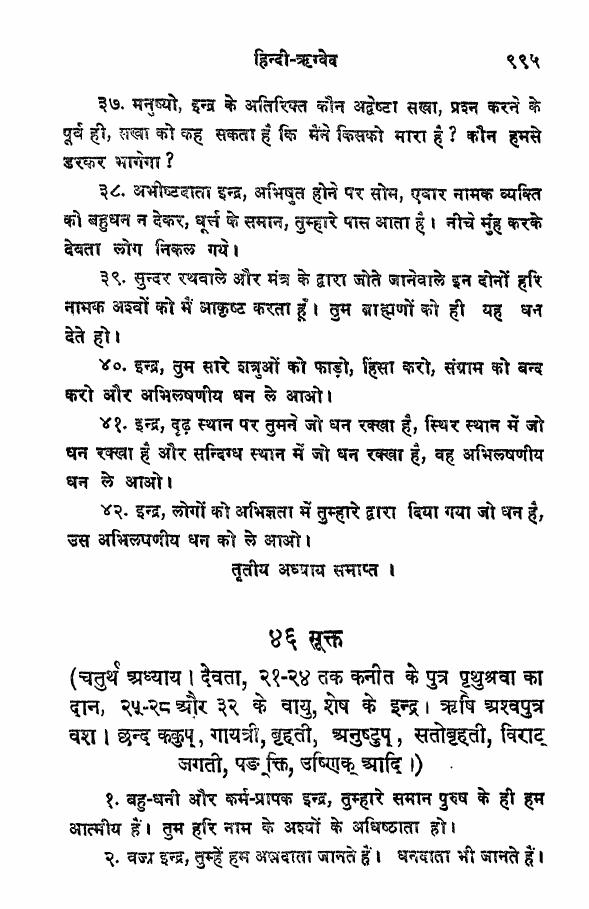 हिन्दी-ऋग्वेद ९९५
३७. मनुष्यो, इन्द्र के अतिरिक्त कौन अद्वेष्टा सखा, प्रश्न करने के
पूर्व ही, सखा को कह सकता है कि मैंने किसको मारा है ? कौन हमसे
डरकर भागेगा ?
३८. अभीष्टदाता इन्द्र, अभिषुत होने पर सोम, एवार नामक व्यक्ति
को बहुधन न देकर, धूर्त्त के समान, तुम्हारे पास आता है। नीचे मुँह करके
देवता लोग निकल गये।
३९. सुन्दर रथवाले और मंत्र के द्वारा जोते जानेवाले इन दोनों हरि
नामक अश्वों को मैं आकृष्ट करता हूँ। तुम ब्राह्मणों को ही यह धन
देते हो।
४०. इन्द्र, तुम सारे शत्रुओं को फाड़ो, हिंसा करो, संग्राम को बन्द
करो और अभिलषणीय धन ले आओ।
४१. इन्द्र, दृढ़ स्थान पर तुमने जो धन रक्खा है, स्थिर स्थान में जो
धन रक्खा है और सन्दिग्ध स्थान में जो धन रक्खा है, वह अभिलषणीय
धन ले आओ।
४२. इन्द्र, लोगों को अभिज्ञता में तुम्हारे द्वारा दिया गया जो धन है,
उस अभिलषणीय धन को ले आओ।
तृतीय अध्याय समाप्त ।
४६ सूक्त
(चतुर्थ अध्याय। देवता, २१-२४ तक कनीत के पुत्र पृथुश्रवा का
दान, २५-२८ और ३२ के वायु, शेष के इन्द्र। ऋषि अश्वपुत्र
वश। छन्द ककुप्, गायत्री, बृहती, अनुष्टुप्, सतोबृहती, विराट्
जगती, पङ्क्ति, उष्णिक् आदि।)
१. बहु-धनी और कर्म-प्रापक इन्द्र, तुम्हारे समान पुरुष के ही हम
आत्मीय हैं। तुम हरि नाम के अश्वों के अधिष्ठाता हो।
२. वज्र इन्द्र, तुम्हें हम अन्नदाता जानते हैं। धनदाता भी जानते हैं।